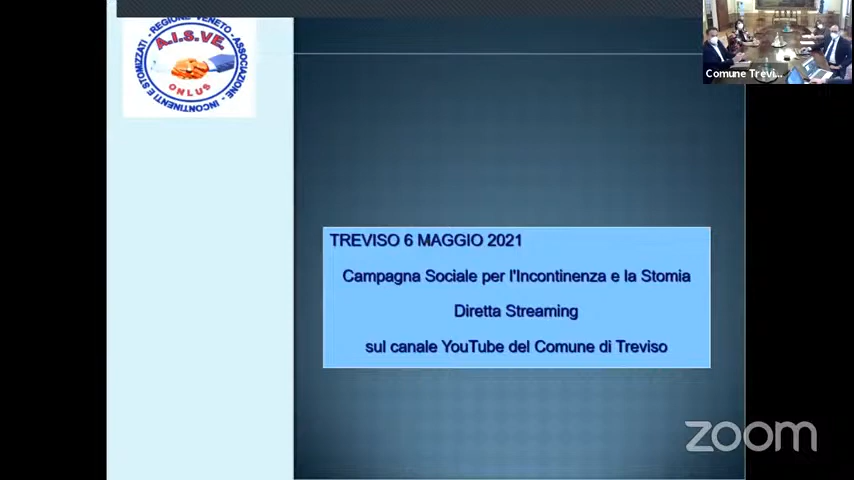 REGIONE VENETO - ASSOCIAZIONE INCONTINENTI E STOMIZZATI -
A.I.S.VE.
ONLUS
Comune Trevi...
TREVISO 6 MAGGIO 2021
Campagna Sociale per l'Incontinenza e la Stomia
Diretta Streaming
sul canale YouTube del Comune di Treviso
zoom